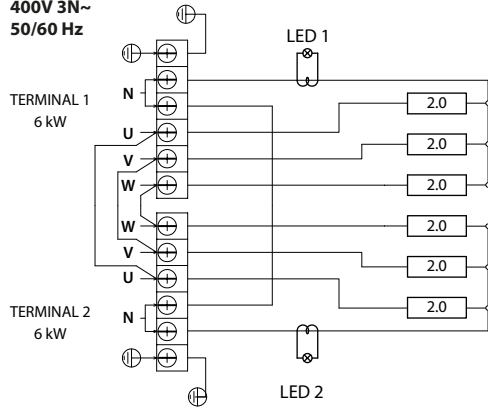 400V 3N~
50/60 Hz
LED 1
N
TERMINAL 1
6 kW
2.0
U
V
2.0
W
2.0
W
2.0
V
2.0
U
2.0
TERMINAL 2
6 kW
N
LED 2